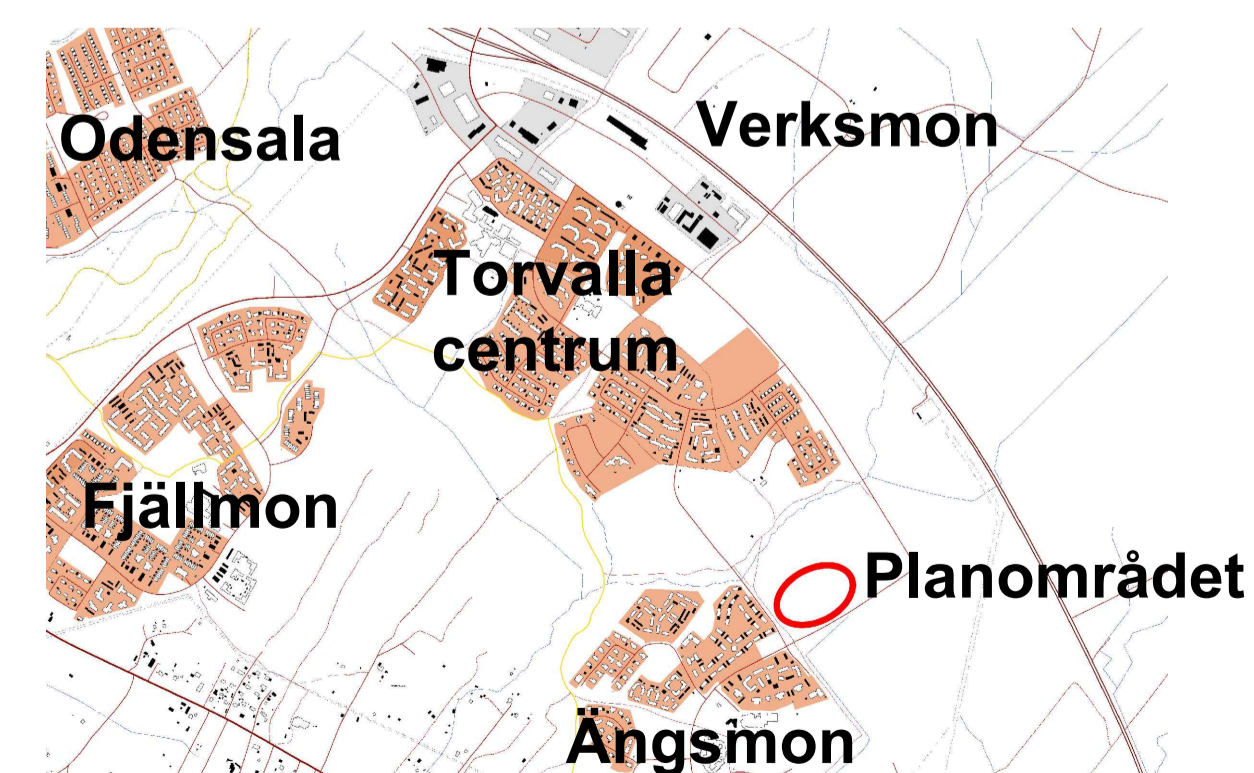 Odensala
Verksmon
Torvalla
centrum
Fjällmon
Planområdet
Ängsmon